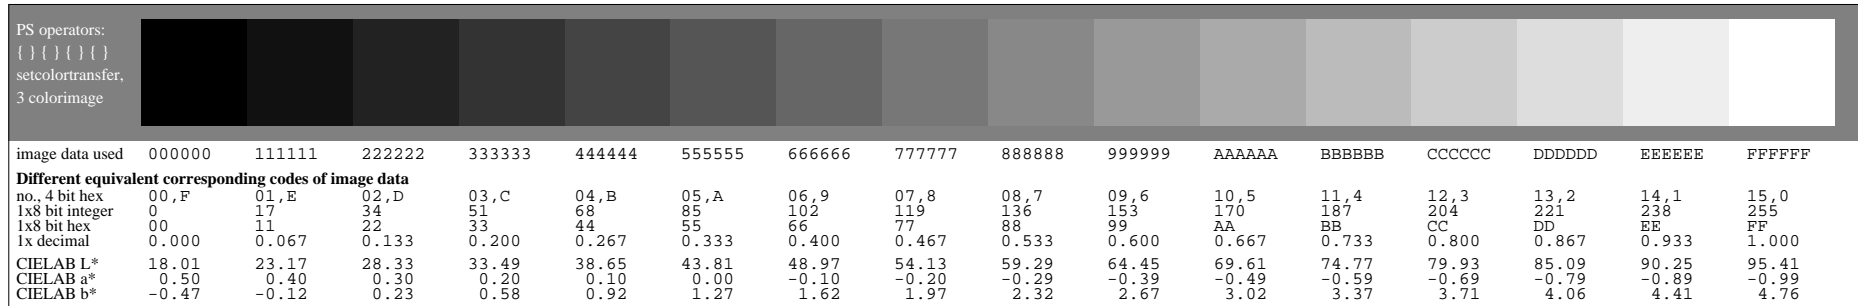 PS operators:
{ } { } { } { }
setcolortransfer,
3 colorimage
image data used 000000 111111 222222 333333 444444 555555 666666 777777 888888 999999 AAAAAA BBBBBB CCCCCC DDDDDD EEEEEE FFFFFF
Different equivalent corresponding codes of image data
no., 4 bit hex 00,F 01,E 02,D 03,C 04,B 05,A 06,9 07,8 08,7 09,6 10,5 11,4 12,3 13,2 14,1 15,0
1x8 bit integer 0 17 34 51 68 85 102 119 136 153 170 187 204 221 238 255
1x8 bit hex 00 11 22 33 44 55 66 77 88 99 AA BB CC DD EE FF
1x decimal 0.000 0.067 0.133 0.200 0.267 0.333 0.400 0.467 0.533 0.600 0.667 0.733 0.800 0.867 0.933 1.000
CIELAB L* 18.01 23.17 28.33 33.49 38.65 43.81 48.97 54.13 59.29 64.45 69.61 74.77 79.93 85.09 90.25 95.41
CIELAB a* 0.50 0.40 0.30 0.20 0.10 0.00 -0.10 -0.20 -0.29 -0.39 -0.49 -0.59 -0.69 -0.79 -0.89 -0.99
CIELAB b* -0.47 -0.12 0.23 0.58 0.92 1.27 1.62 1.97 2.32 2.67 3.02 3.37 3.71 4.06 4.41 4.76